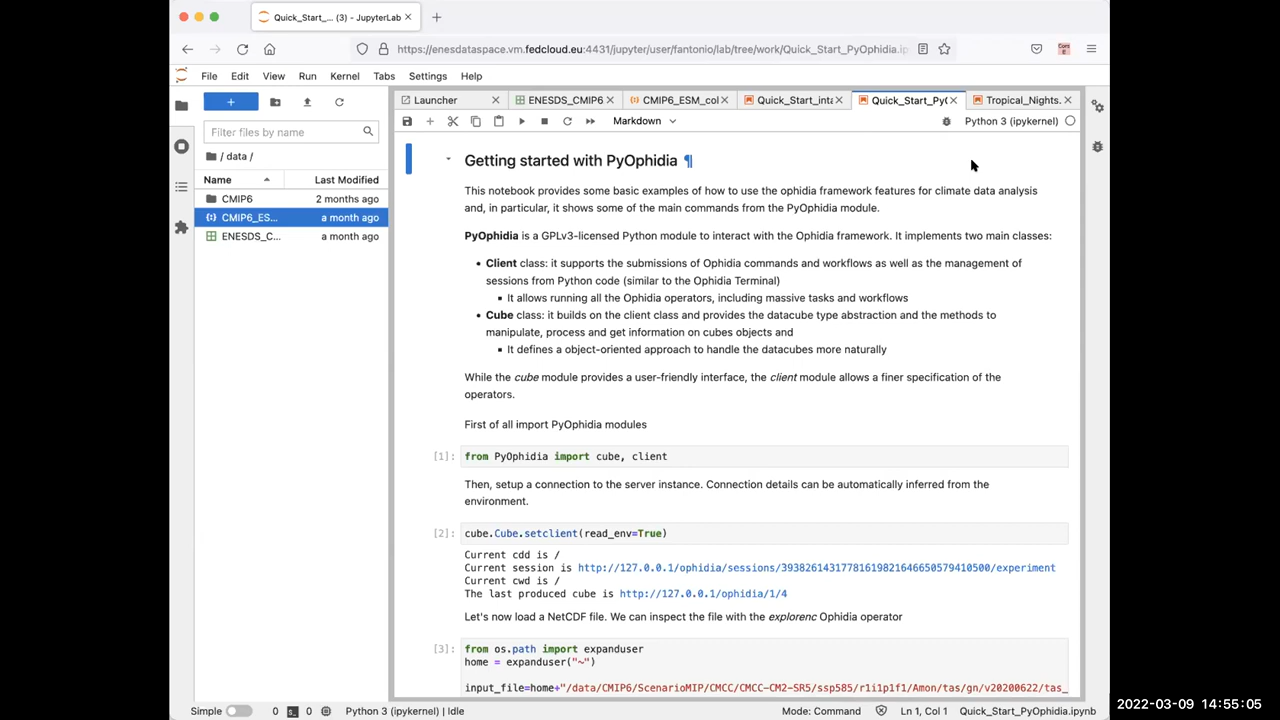 Quick_Start_... (3) - JupyterLab
https://enesdataspace.vm.fedcloud.eu:4431/jupyter/user/fantonio/lab/tree/work/Quick_Start_PyOphidia.ip
File Edit View Run Kernel Tabs Settings Help
Launcher ENESDS_CMIP6 CMIP6_ESM_col Quick_Start_inta Quick_Start_PyO Tropical_Nights.
Markdown Python 3 (ipykernel)
Filter files by name
/ data /
Name Last Modified
CMIP6 2 months ago
CMIP6_ES... a month ago
ENESDS_C... a month ago
Getting started with PyOphidia ¶
This notebook provides some basic examples of how to use the ophidia framework features for climate data analysis
and, in particular, it shows some of the main commands from the PyOphidia module.
PyOphidia is a GPLv3-licensed Python module to interact with the Ophidia framework. It implements two main classes:
• Client class: it supports the submissions of Ophidia commands and workflows as well as the management of
sessions from Python code (similar to the Ophidia Terminal)
▪ It allows running all the Ophidia operators, including massive tasks and workflows
• Cube class: it builds on the client class and provides the datacube type abstraction and the methods to
manipulate, process and get information on cubes objects and
▪ It defines a object-oriented approach to handle the datacubes more naturally
While the cube module provides a user-friendly interface, the client module allows a finer specification of the
operators.
First of all import PyOphidia modules
[1]: from PyOphidia import cube, client
Then, setup a connection to the server instance. Connection details can be automatically inferred from the
environment.
[2]: cube.Cube.setclient(read_env=True)
Current cdd is /
Current session is http://127.0.0.1/ophidia/sessions/39382614317781619821646650579410500/experiment
Current cwd is /
The last produced cube is http://127.0.0.1/ophidia/1/4
Let's now load a NetCDF file. We can inspect the file with the explorenc Ophidia operator
[3]: from os.path import expanduser
home = expanduser("~")
input_file=home+"/data/CMIP6/ScenarioMIP/CMCC/CMCC-CM2-SR5/ssp585/r1i1p1f1/Amon/tas/gn/v20200622/tas_
Simple 0 0 Python 3 (ipykernel) | Idle Mode: Command Ln 1, Col 1 Quick_Start_PyOphidia.ipynb
2022-03-09 14:55:05